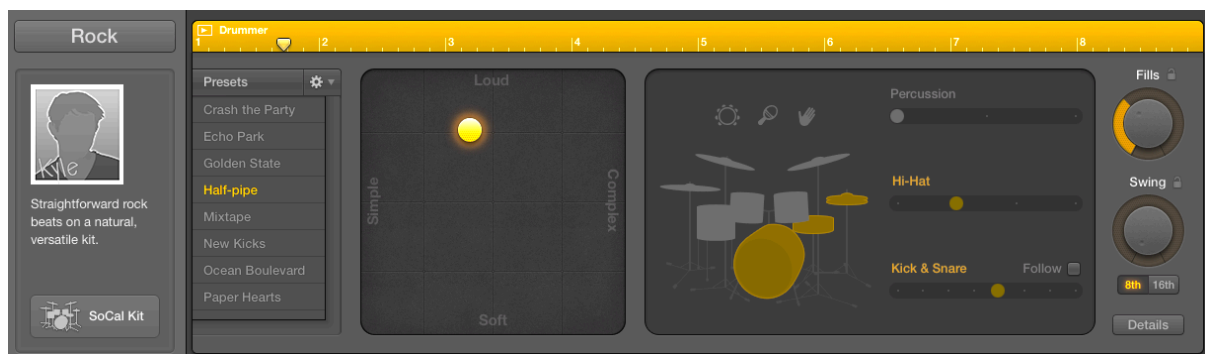 Rock
Kyle
Straightforward rock
beats on a natural,
versatile kit.
SoCal Kit
Drummer
1 2 3 4 5 6 7 8
Presets
Crash the Party
Echo Park
Golden State
Half-pipe
Mixtape
New Kicks
Ocean Boulevard
Paper Hearts
Loud
Simple
Complex
Soft
Percussion
Hi-Hat
Kick & Snare Follow
Fills
Swing
8th 16th
Details